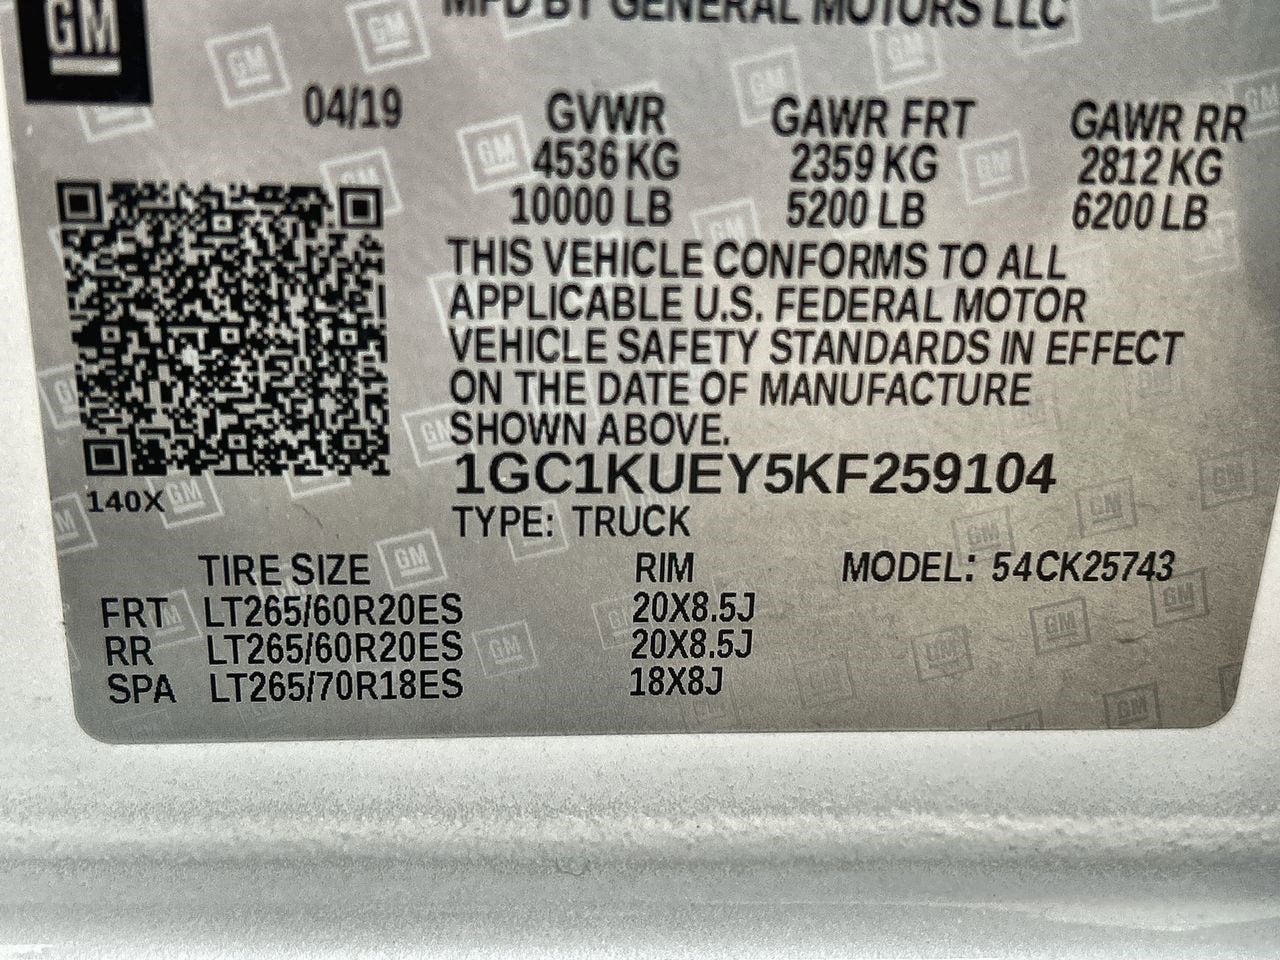 GM
MFD BY GENERAL MOTORS LLC
04/19 GVWR GAWR FRT GAWR RR
4536 KG 2359 KG 2812 KG
10000 LB 5200 LB 6200 LB
THIS VEHICLE CONFORMS TO ALL
APPLICABLE U.S. FEDERAL MOTOR
VEHICLE SAFETY STANDARDS IN EFFECT
ON THE DATE OF MANUFACTURE
SHOWN ABOVE.
1GC1KUEY5KF259104
140X
TYPE: TRUCK
TIRE SIZE RIM MODEL: 54CK25743
FRT LT265/60R20ES 20X8.5J
RR LT265/60R20ES 20X8.5J
SPA LT265/70R18ES 18X8J